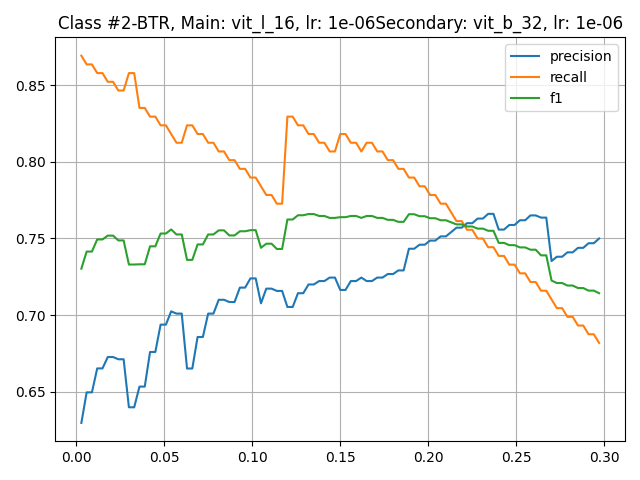 Class #2-BTR, Main: vit_l_16, lr: 1e-06Secondary: vit_b_32, lr: 1e-06
precision
recall
f1
0.85
0.80
0.75
0.70
0.65
0.00 0.05 0.10 0.15 0.20 0.25 0.30